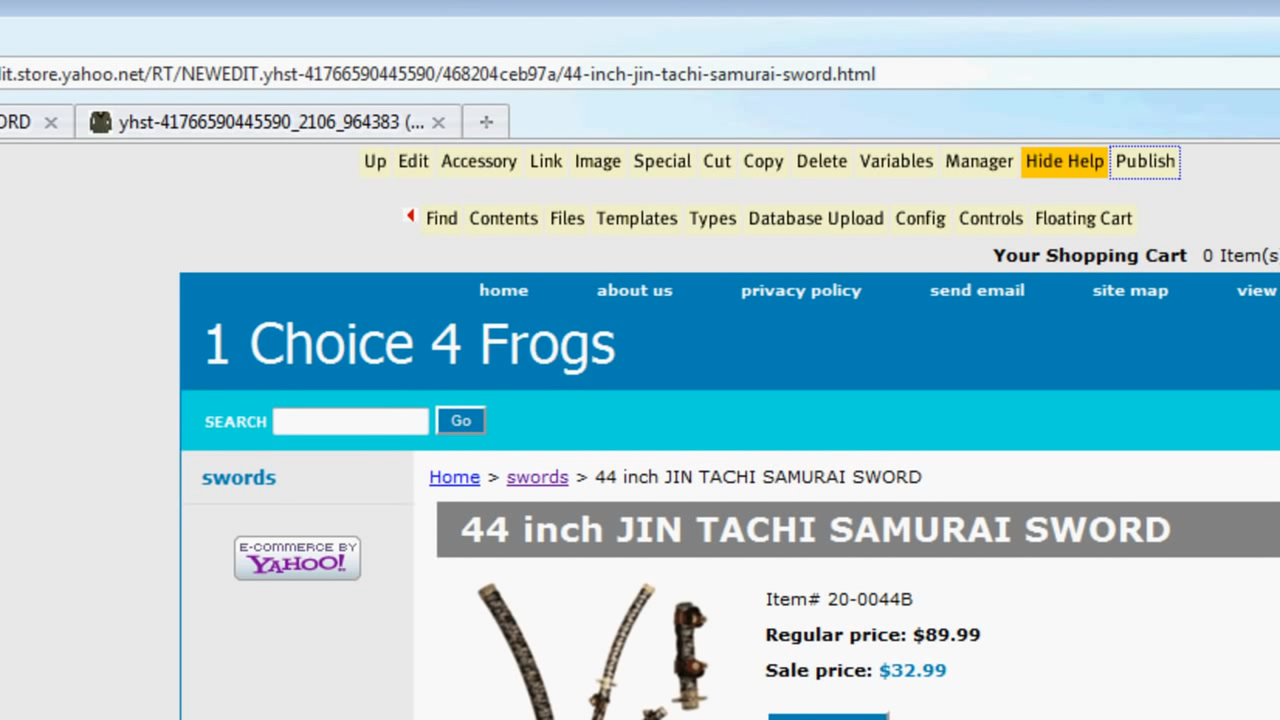 it.store.yahoo.net/RT/NEWEDIT.yhst-41766590445590/468204ceb97a/44-inch-jin-tachi-samurai-sword.html
ORD yhst-41766590445590_2106_964383 (...
Up Edit Accessory Link Image Special Cut Copy Delete Variables Manager Hide Help Publish
Find Contents Files Templates Types Database Upload Config Controls Floating Cart
Your Shopping Cart 0 Item(s
home about us privacy policy send email site map view
1 Choice 4 Frogs
SEARCH Go
swords
Home > swords > 44 inch JIN TACHI SAMURAI SWORD
44 inch JIN TACHI SAMURAI SWORD
E-COMMERCE BY
YAHOO!
Item# 20-0044B
Regular price: $89.99
Sale price: $32.99